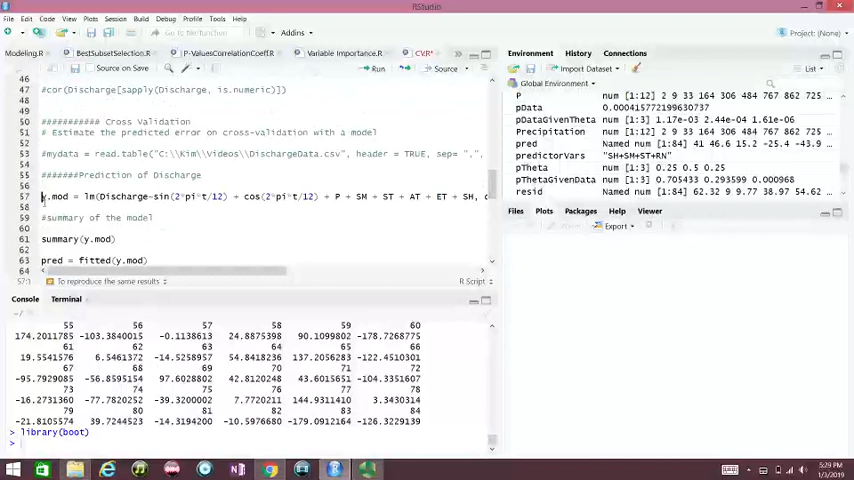 RStudio
File Edit Code View Plots Session Build Debug Profile Tools Help
Addins
Project: (None)
Modeling.R BestSubsetSelection.R P-ValuesCorrelationCoeff.R Variable Importance.R CV.R*
Source on Save Run Source
46
47 #cor(Discharge[sapply(Discharge, is.numeric)])
48
49
50 ########### Cross Validation
51 # Estimate the predicted error on cross-validation with a model
52
53 #mydata = read.table("C:\\Kim\\Videos\\DischargeData.csv", header = TRUE, sep= ",",
54
55 #######Prediction of Discharge
56
57 y.mod = lm(Discharge~sin(2*pi*t/12) + cos(2*pi*t/12) + P + SM + ST + AT + ET + SH,
58
59 #summary of the model
60
61 summary(y.mod)
62
63 pred = fitted(y.mod)
64
57:1 To reproduce the same results R Script
Console Terminal
~/
55 56 57 58 59 60
174.2011785 -103.3840015 -0.1138613 24.8875398 90.1099802 -178.7268775
61 62 63 64 65 66
19.5541576 6.5461372 -14.5258957 54.8418236 137.2056283 -122.4510301
67 68 69 70 71 72
-95.7929085 -56.8595154 97.6028802 42.8120248 43.6015651 -104.3351607
73 74 75 76 77 78
-16.2731360 -77.7820252 -39.3200002 7.7720211 144.9311410 3.3430314
79 80 81 82 83 84
-21.8105574 39.7244523 -14.3194200 -10.5976680 -179.0912164 -126.3229139
> library(boot)
>
Environment History Connections
Import Dataset List
Global Environment
P num [1:12] 2 9 33 164 306 484 767 862 725 ...
pData 0.000415772199630737
pDataGivenTheta num [1:3] 1.17e-03 2.44e-04 1.61e-06
Precipitation num [1:12] 2 9 33 164 306 484 767 862 725 ...
pred Named num [1:84] 41 46.6 15.2 -25.4 -43.9 ...
predictorVars "SH+SM+ST+RN"
pTheta num [1:3] 0.25 0.5 0.25
pThetaGivenData num [1:3] 0.705882 0.293599 0.000968
resid Named num [1:84] 62.32 9.77 38.97 54.62 ...
Files Plots Packages Help Viewer
Export
5:29 PM
1/3/2019